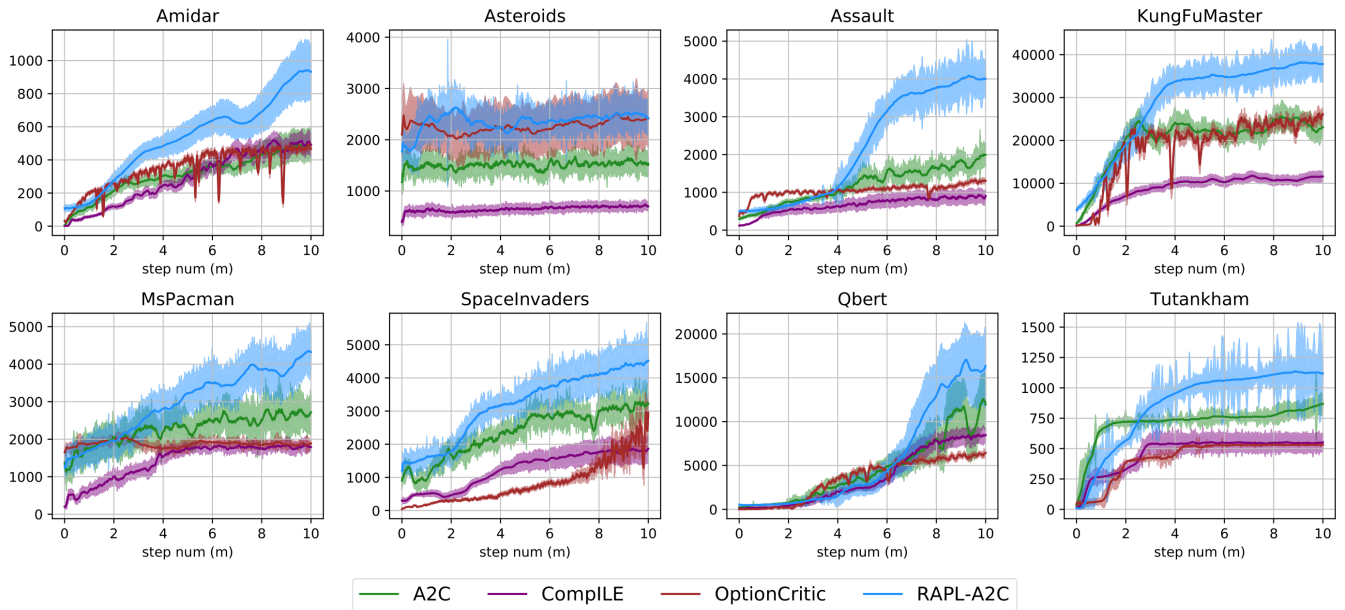 Amidar
Asteroids
Assault
KungFuMaster
1000
800
600
400
200
0
4000
3000
2000
1000
5000
4000
3000
2000
1000
0
40000
30000
20000
10000
0
0 2 4 6 8 10
0 2 4 6 8 10
0 2 4 6 8 10
0 2 4 6 8 10
step num (m)
step num (m)
step num (m)
step num (m)
MsPacman
SpaceInvaders
Qbert
Tutankham
5000
4000
3000
2000
1000
0
5000
4000
3000
2000
1000
0
20000
15000
10000
5000
0
1500
1250
1000
750
500
250
0
0 2 4 6 8 10
0 2 4 6 8 10
0 2 4 6 8 10
0 2 4 6 8 10
step num (m)
step num (m)
step num (m)
step num (m)
A2C CompILE OptionCritic RAPL-A2C